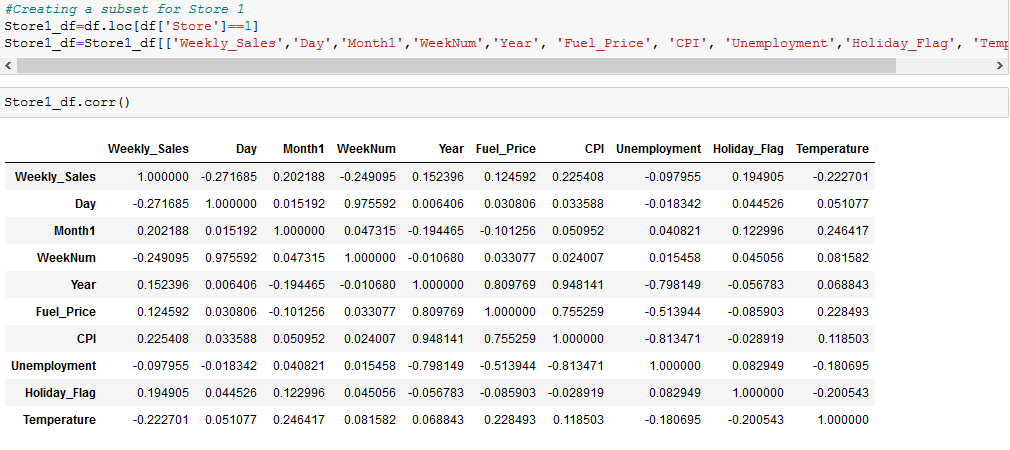 #Creating a subset for Store 1
Store1_df=df.loc[df['Store']==1]
Store1_df=Store1_df[['Weekly_Sales','Day','Month1','WeekNum','Year', 'Fuel_Price', 'CPI', 'Unemployment','Holiday_Flag', 'Temp
Store1_df.corr()
Weekly_Sales Day Month1 WeekNum Year Fuel_Price CPI Unemployment Holiday_Flag Temperature
Weekly_Sales 1.000000 -0.271685 0.202188 -0.249095 0.152396 0.124592 0.225408 -0.097955 0.194905 -0.222701
Day -0.271685 1.000000 0.015192 0.975592 0.006406 0.030806 0.033588 -0.018342 0.044526 0.051077
Month1 0.202188 0.015192 1.000000 0.047315 -0.194465 -0.101256 0.050952 0.040821 0.122996 0.246417
WeekNum -0.249095 0.975592 0.047315 1.000000 -0.010680 0.033077 0.024007 0.015458 0.045056 0.081582
Year 0.152396 0.006406 -0.194465 -0.010680 1.000000 0.809769 0.948141 -0.798149 -0.056783 0.068843
Fuel_Price 0.124592 0.030806 -0.101256 0.033077 0.809769 1.000000 0.755259 -0.513944 -0.085903 0.228493
CPI 0.225408 0.033588 0.050952 0.024007 0.948141 0.755259 1.000000 -0.813471 -0.028919 0.118503
Unemployment -0.097955 -0.018342 0.040821 0.015458 -0.798149 -0.513944 -0.813471 1.000000 0.082949 -0.180695
Holiday_Flag 0.194905 0.044526 0.122996 0.045056 -0.056783 -0.085903 -0.028919 0.082949 1.000000 -0.200543
Temperature -0.222701 0.051077 0.246417 0.081582 0.068843 0.228493 0.118503 -0.180695 -0.200543 1.000000